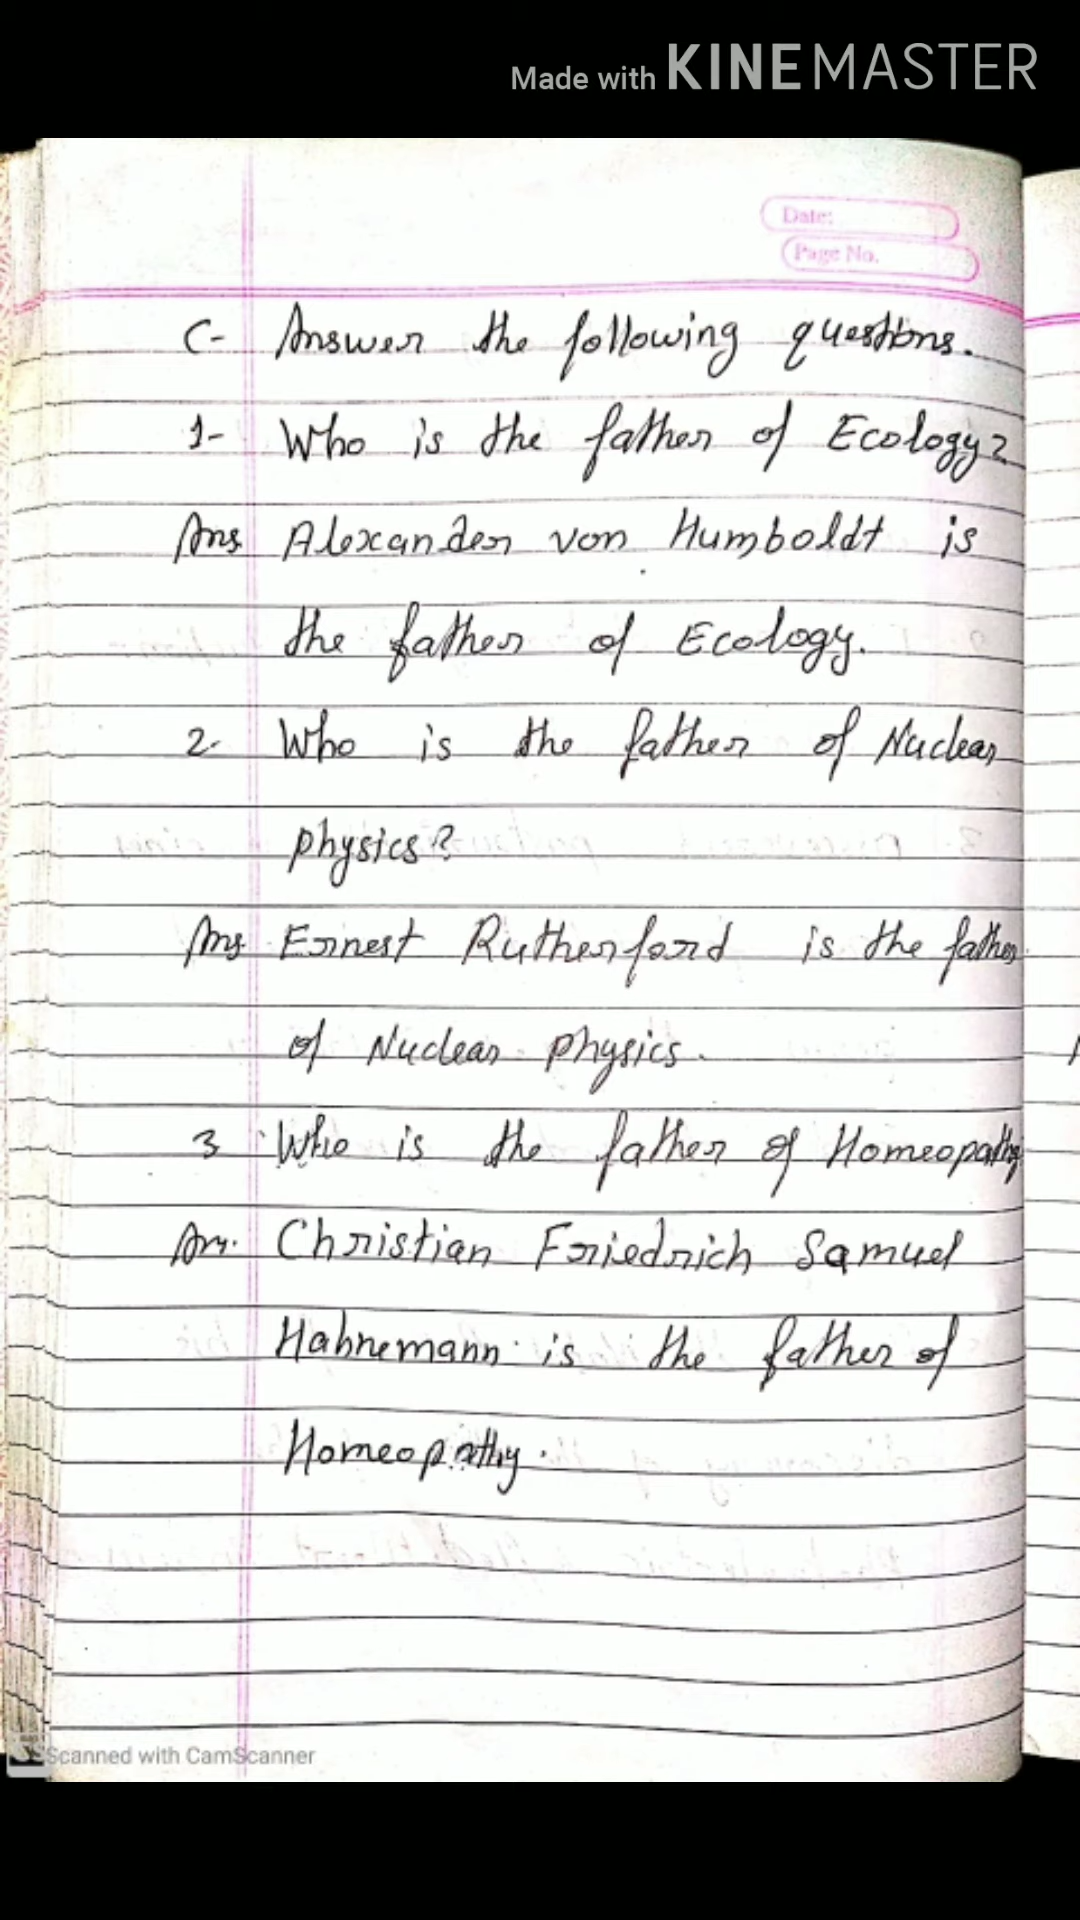 Made with KINEMASTER
Date:
Page No.
C- Answer the following questions.
1- Who is the father of Ecology?
Ans Alexander von Humboldt is
the father of Ecology.
2- Who is the father of Nuclear
physics?
Ans Ernest Rutherford is the father
of Nuclear physics.
3 Who is the father of Homeopathy
Ans. Christian Friedrich Samuel
Hahnemann is the father of
Homeopathy.
Scanned with CamScanner